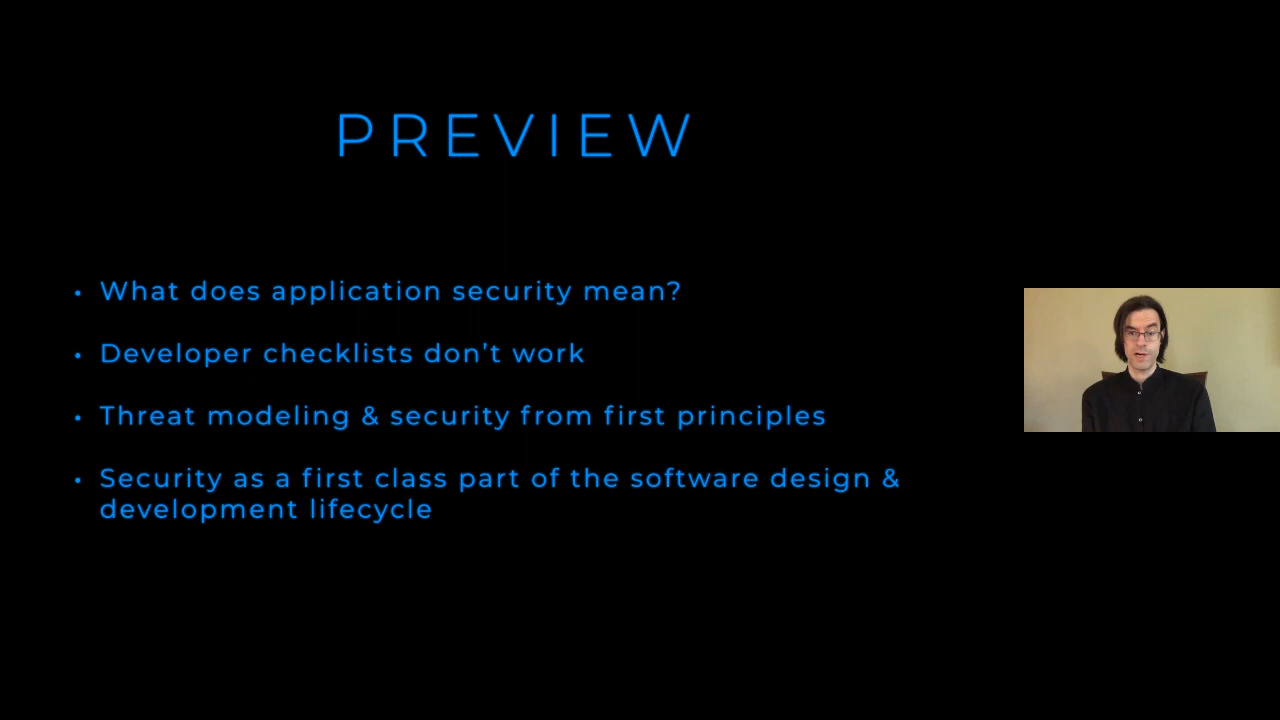 PREVIEW
• What does application security mean?
• Developer checklists don’t work
• Threat modeling & security from first principles
• Security as a first class part of the software design &
development lifecycle